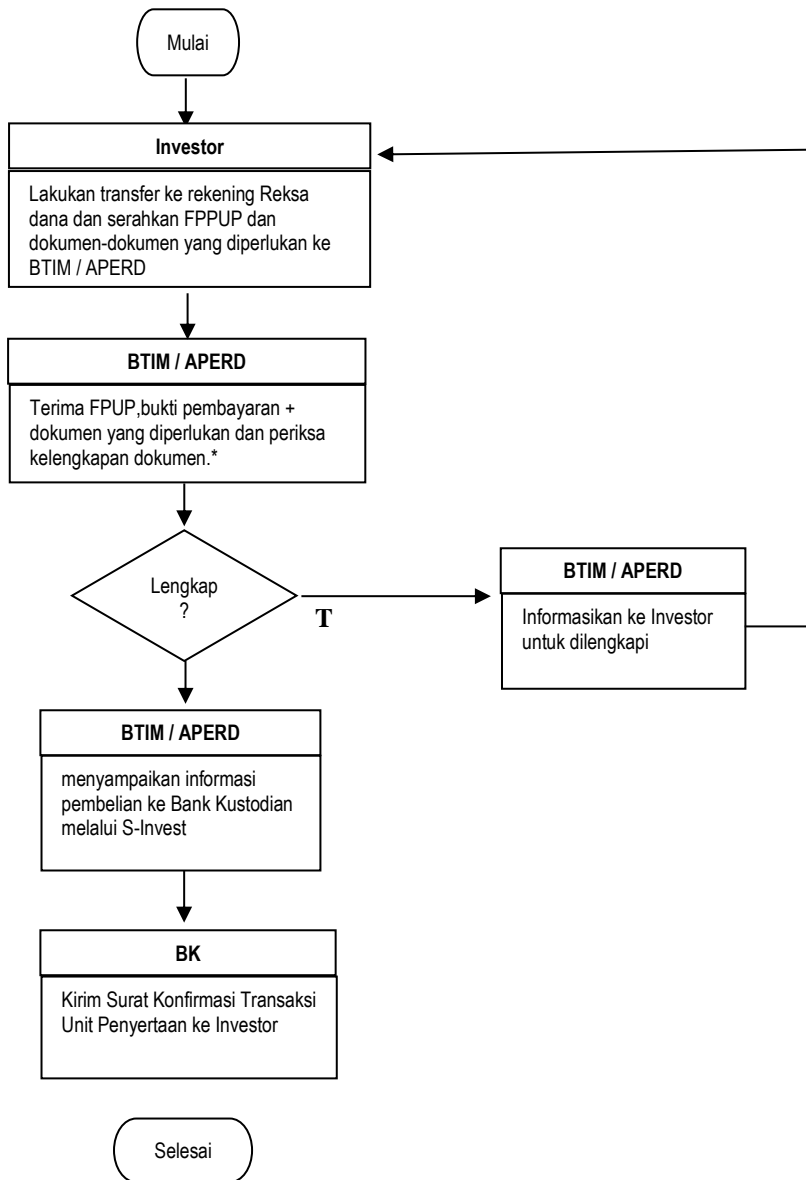 Mulai
Investor
Lakukan transfer ke rekening Reksa
dana dan serahkan FPPUP dan
dokumen-dokumen yang diperlukan ke
BTIM / APERD
BTIM / APERD
Terima FPUP,bukti pembayaran +
dokumen yang diperlukan dan periksa
kelengkapan dokumen.*
Lengkap
?
T
BTIM / APERD
Informasikan ke Investor
untuk dilengkapi
BTIM / APERD
menyampaikan informasi
pembelian ke Bank Kustodian
melalui S-Invest
BK
Kirim Surat Konfirmasi Transaksi
Unit Penyertaan ke Investor
Selesai